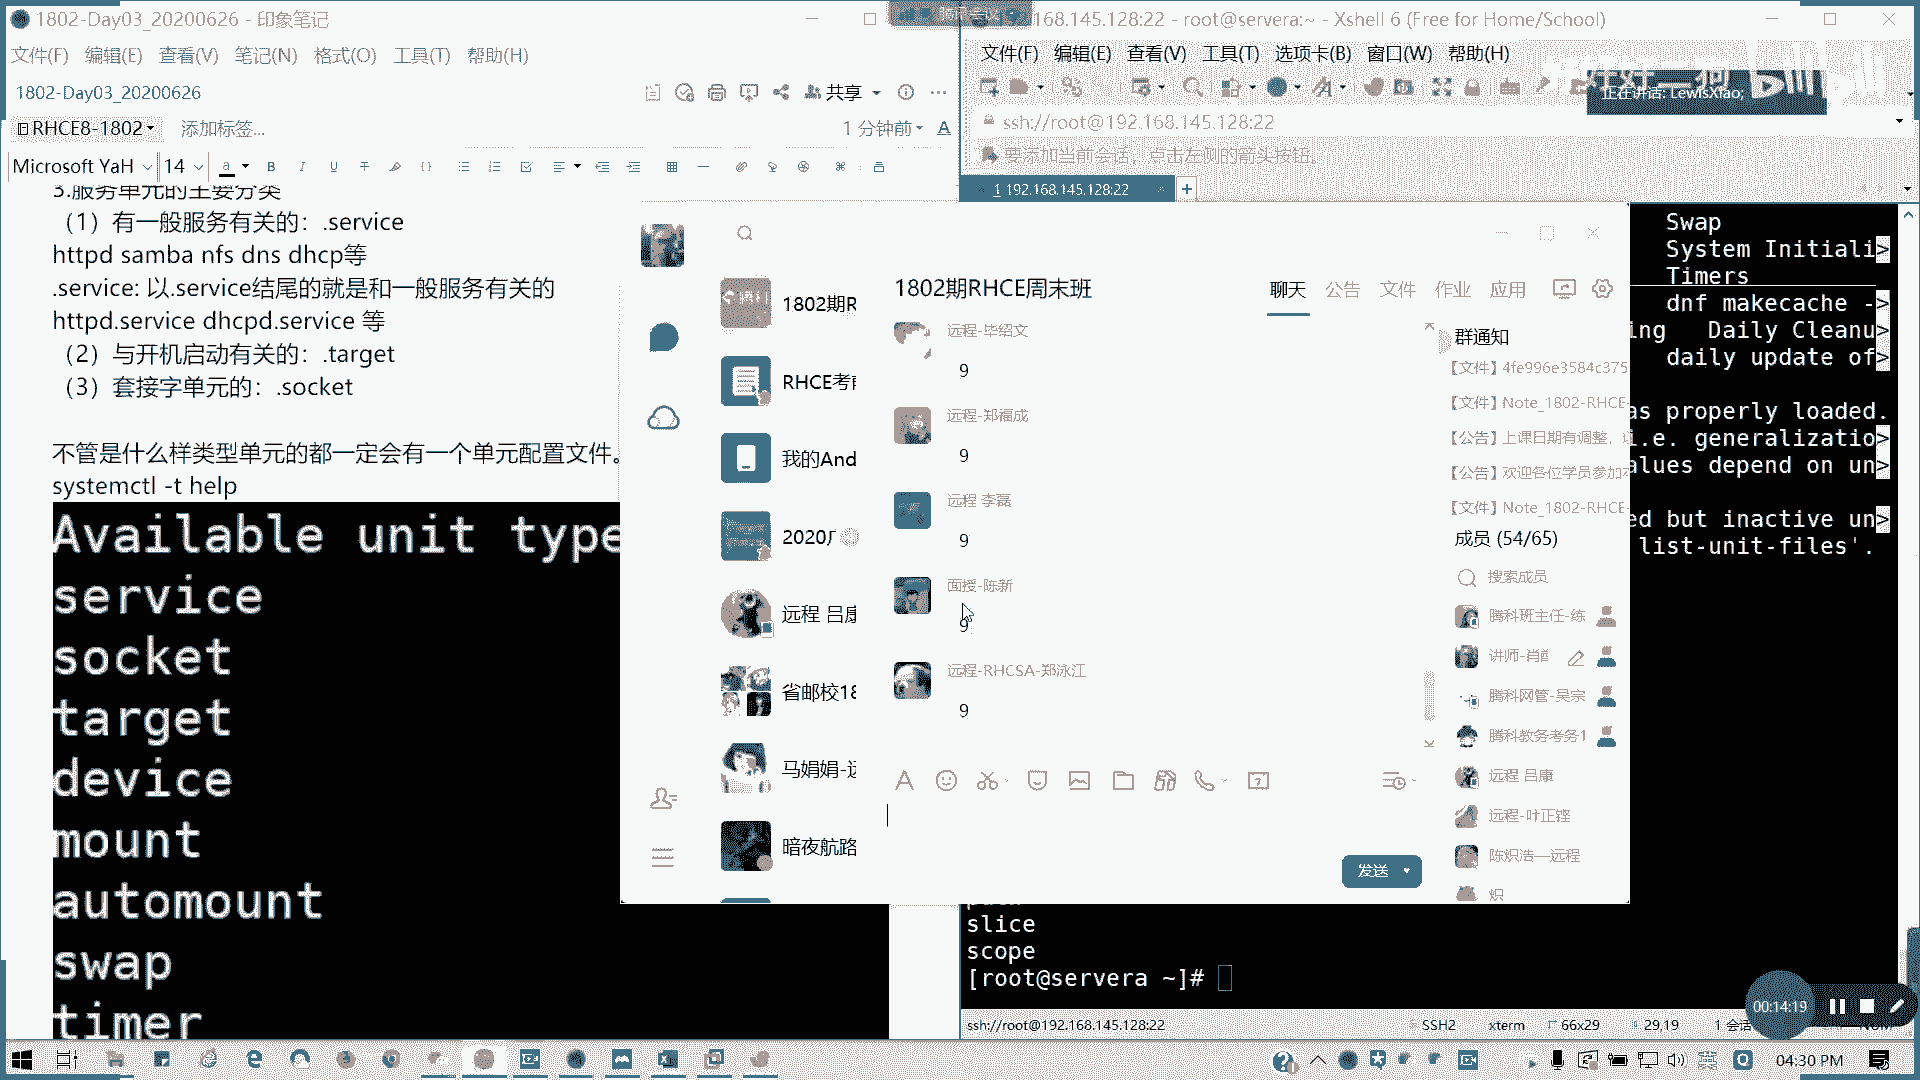 1802-Day03_20200626 - 印象笔记
文件(F) 编辑(E) 查看(V) 笔记(N) 格式(O) 工具(T) 帮助(H)
1802-Day03_20200626
共享
RHCE8-1802
添加标签...
1 分钟前
Microsoft YaH
14
3.服务单元的主要分类
（1）有一般服务有关的：.service
httpd samba nfs dns dhcp等
.service: 以.service结尾的就是和一般服务有关的
httpd.service dhcpd.service 等
（2）与开机启动有关的：.target
（3）套接字单元的：.socket
不管是什么样类型单元的都一定会有一个单元配置文件。
systemctl -t help
Available unit type
service
socket
target
device
mount
automount
swap
timer
腾讯会议
168.145.128:22 - root@servera:~ - Xshell 6 (Free for Home/School)
文件(F) 编辑(E) 查看(V) 工具(T) 选项卡(B) 窗口(W) 帮助(H)
正在讲话: LewisXiao;
ssh://root@192.168.145.128:22
要添加当前会话，点击左侧的箭头按钮。
1 192.168.145.128:22
Swap
System Initiali>
Timers
dnf makecache ->
ing Daily Cleanu>
daily update of>
as properly loaded.
i.e. generalizatio>
alues depend on un>
ed but inactive un>
list-unit-files'.
slice
scope
[root@servera ~]#
ssh://root@192.168.145.128:22
SSH2
xterm
66x29
29,19
1 会话
1802期R
RHCE考前
我的And
2020广
远程 吕康
省邮校18
马娟娟-远
暗夜航路
1802期RHCE周末班
聊天 公告 文件 作业 应用
远程-毕绍文
9
远程-郑福成
9
远程 李磊
9
面授-陈新
9
远程-RHCSA-郑泳江
9
发送
群通知
【文件】4fe996e3584c375
【文件】Note_1802-RHCE-
【公告】上课日期有调整，
【公告】欢迎各位学员参加
【文件】Note_1802-RHCE-
成员 (54/65)
搜索成员
腾科班主任-练
讲师-肖
腾科网管-吴宗
腾科教务考务1
远程 吕康
远程-叶正铿
陈炽浩—远程
炽
00:14:19
英
04:30 PM